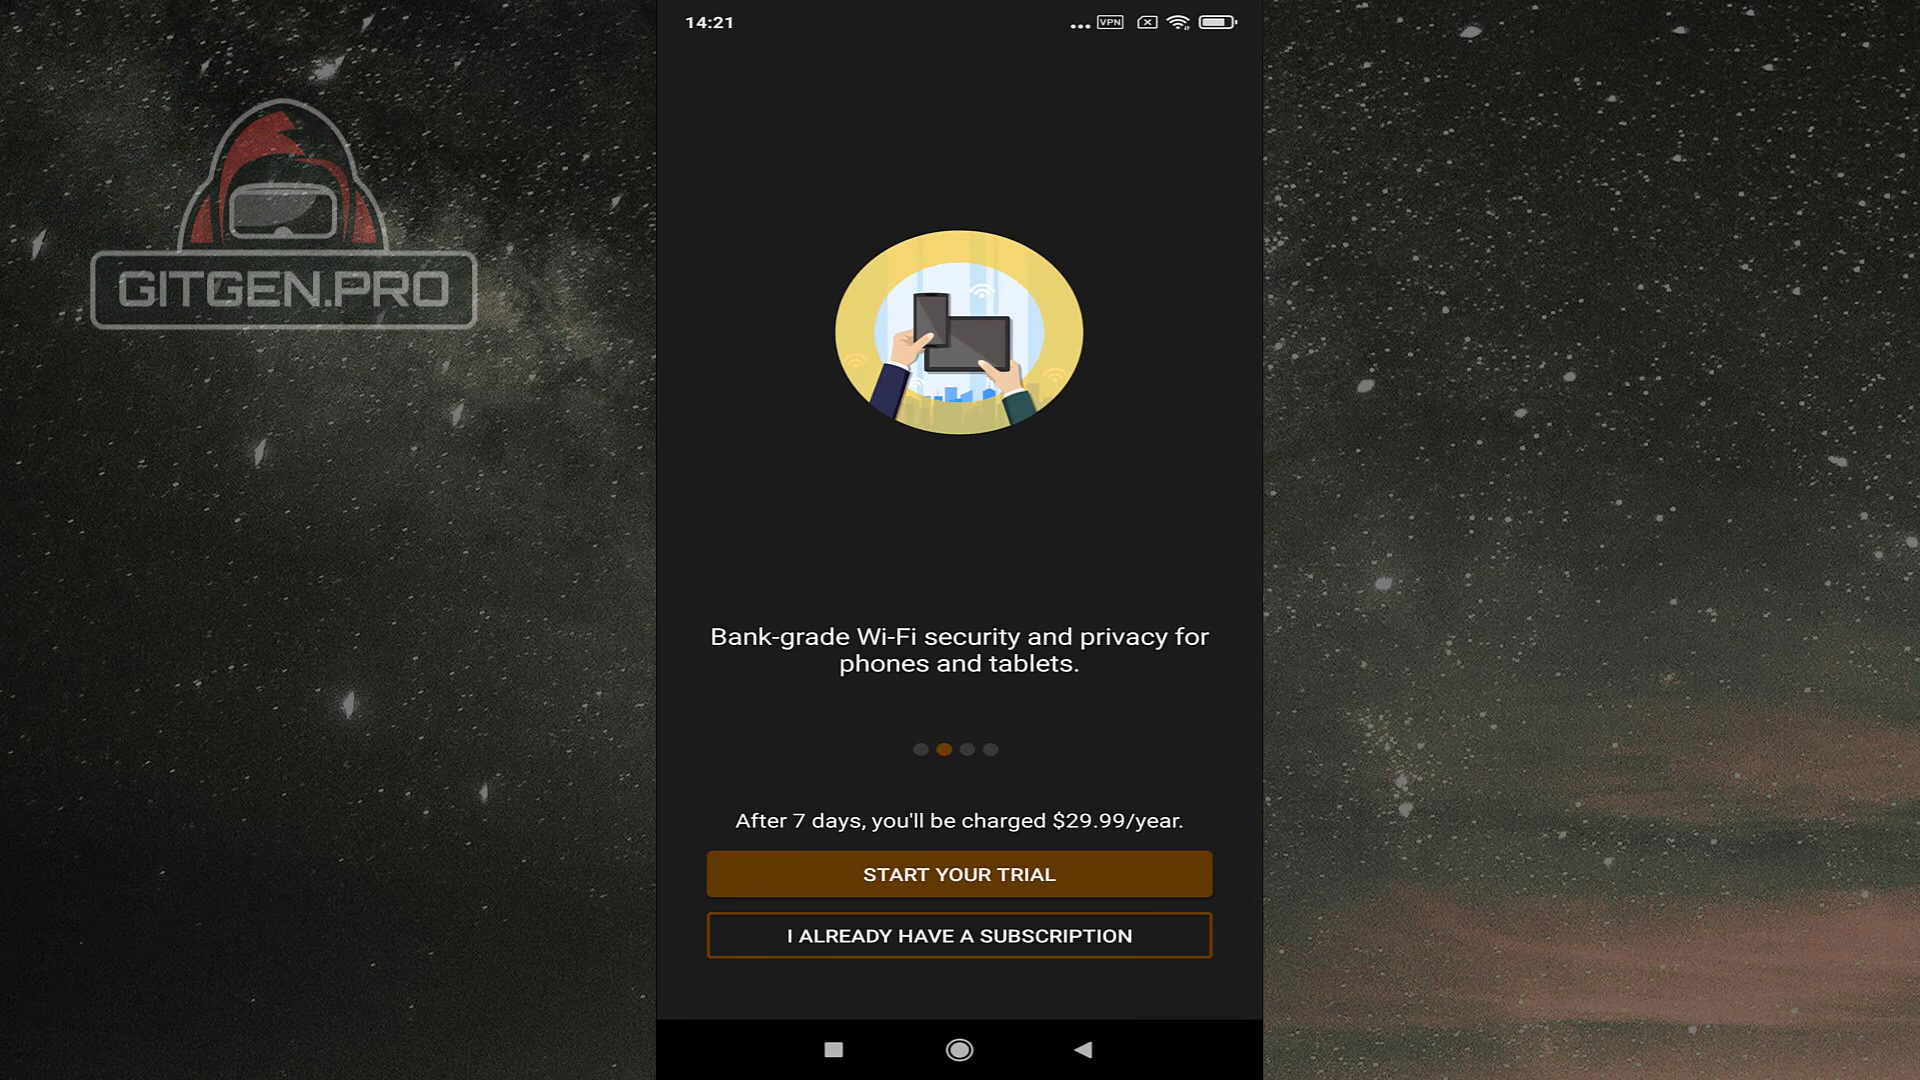 14:21
VPN
GITGEN.PRO
Bank-grade Wi-Fi security and privacy for
phones and tablets.
After 7 days, you'll be charged $29.99/year.
START YOUR TRIAL
I ALREADY HAVE A SUBSCRIPTION